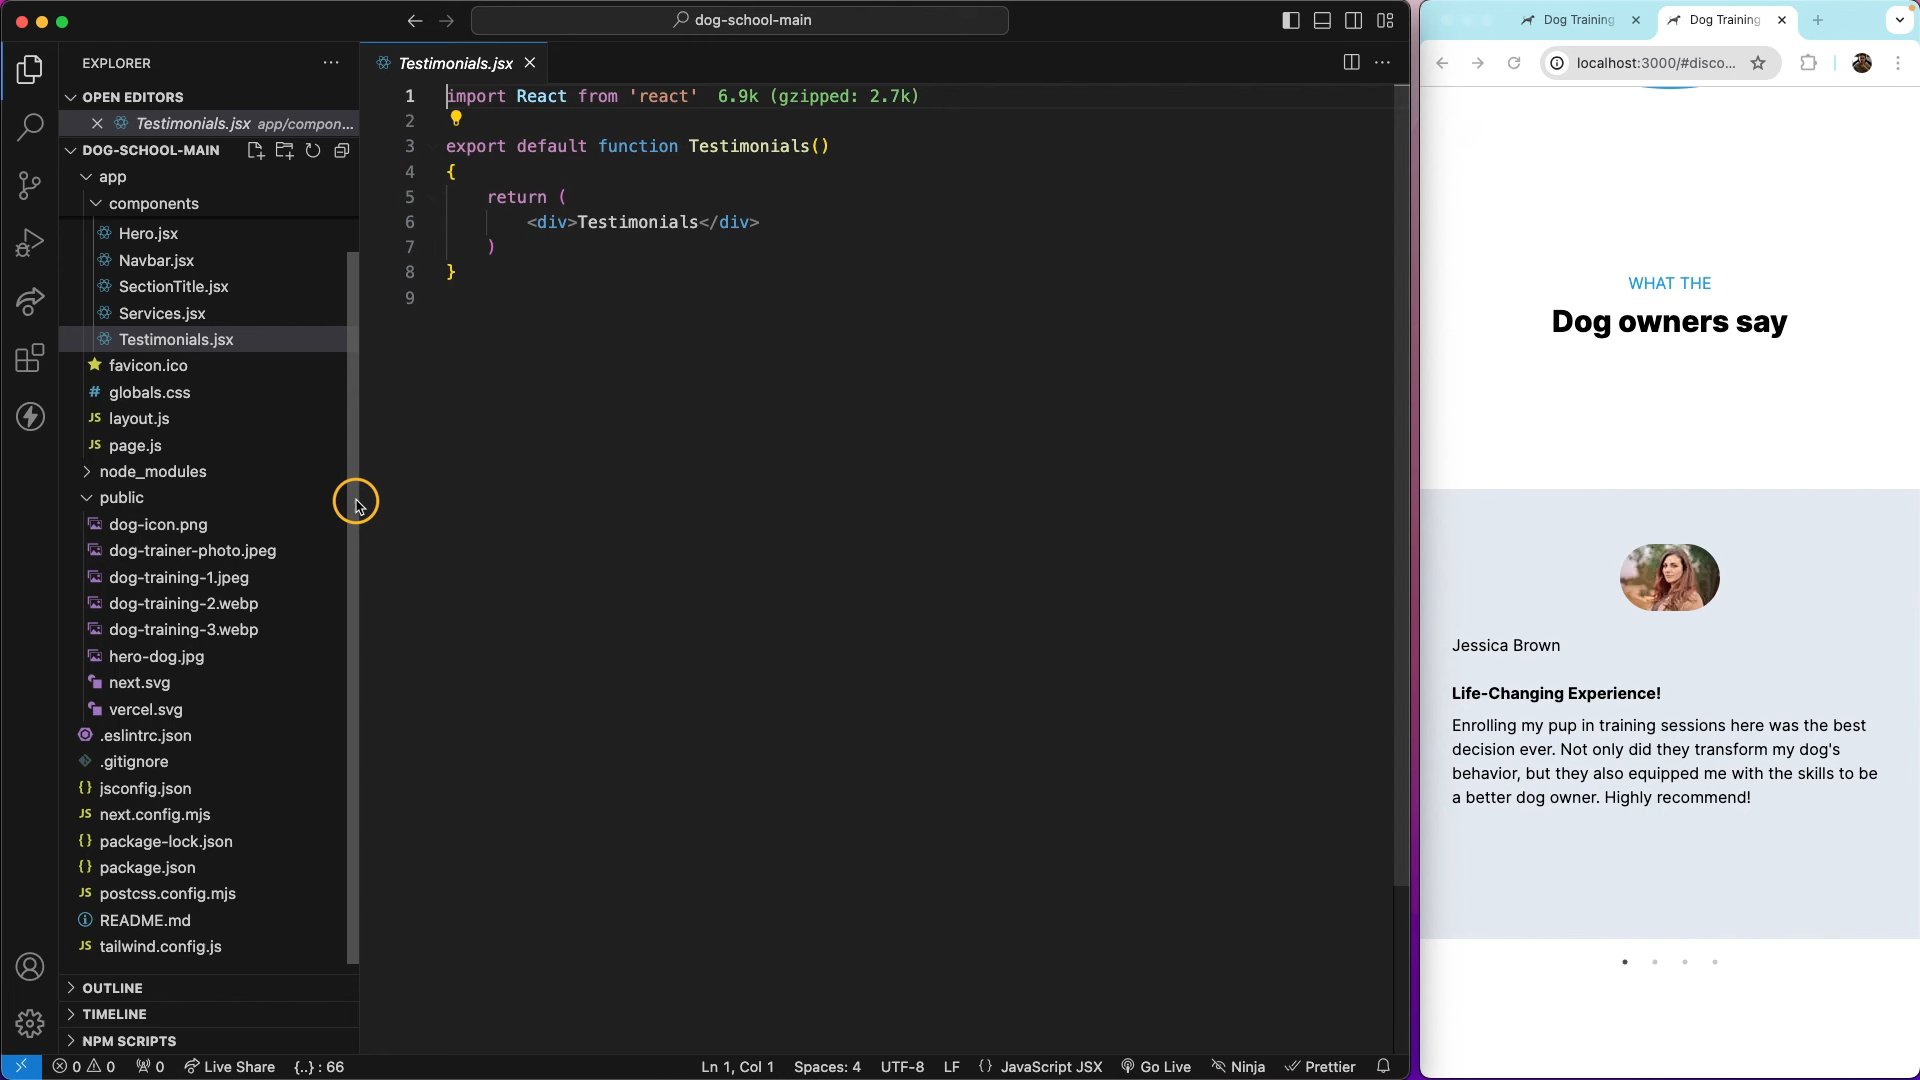 dog-school-main
EXPLORER
OPEN EDITORS
Testimonials.jsx app/compon...
DOG-SCHOOL-MAIN
app
components
Hero.jsx
Navbar.jsx
SectionTitle.jsx
Services.jsx
Testimonials.jsx
favicon.ico
# globals.css
JS layout.js
JS page.js
node_modules
public
dog-icon.png
dog-trainer-photo.jpeg
dog-training-1.jpeg
dog-training-2.webp
dog-training-3.webp
hero-dog.jpg
next.svg
vercel.svg
.eslintrc.json
.gitignore
{} jsconfig.json
JS next.config.mjs
{} package-lock.json
{} package.json
JS postcss.config.mjs
README.md
JS tailwind.config.js
OUTLINE
TIMELINE
NPM SCRIPTS
Testimonials.jsx
1 import React from 'react' 6.9k (gzipped: 2.7k)
2
3 export default function Testimonials()
4 {
5 return (
6 <div>Testimonials</div>
7 )
8 }
9
0 0 0 Live Share {..} : 66
Ln 1, Col 1 Spaces: 4 UTF-8 LF {} JavaScript JSX Go Live Ninja Prettier
Dog Training
Dog Training
localhost:3000/#disco...
WHAT THE
Dog owners say
Jessica Brown
Life-Changing Experience!
Enrolling my pup in training sessions here was the best
decision ever. Not only did they transform my dog's
behavior, but they also equipped me with the skills to be
a better dog owner. Highly recommend!